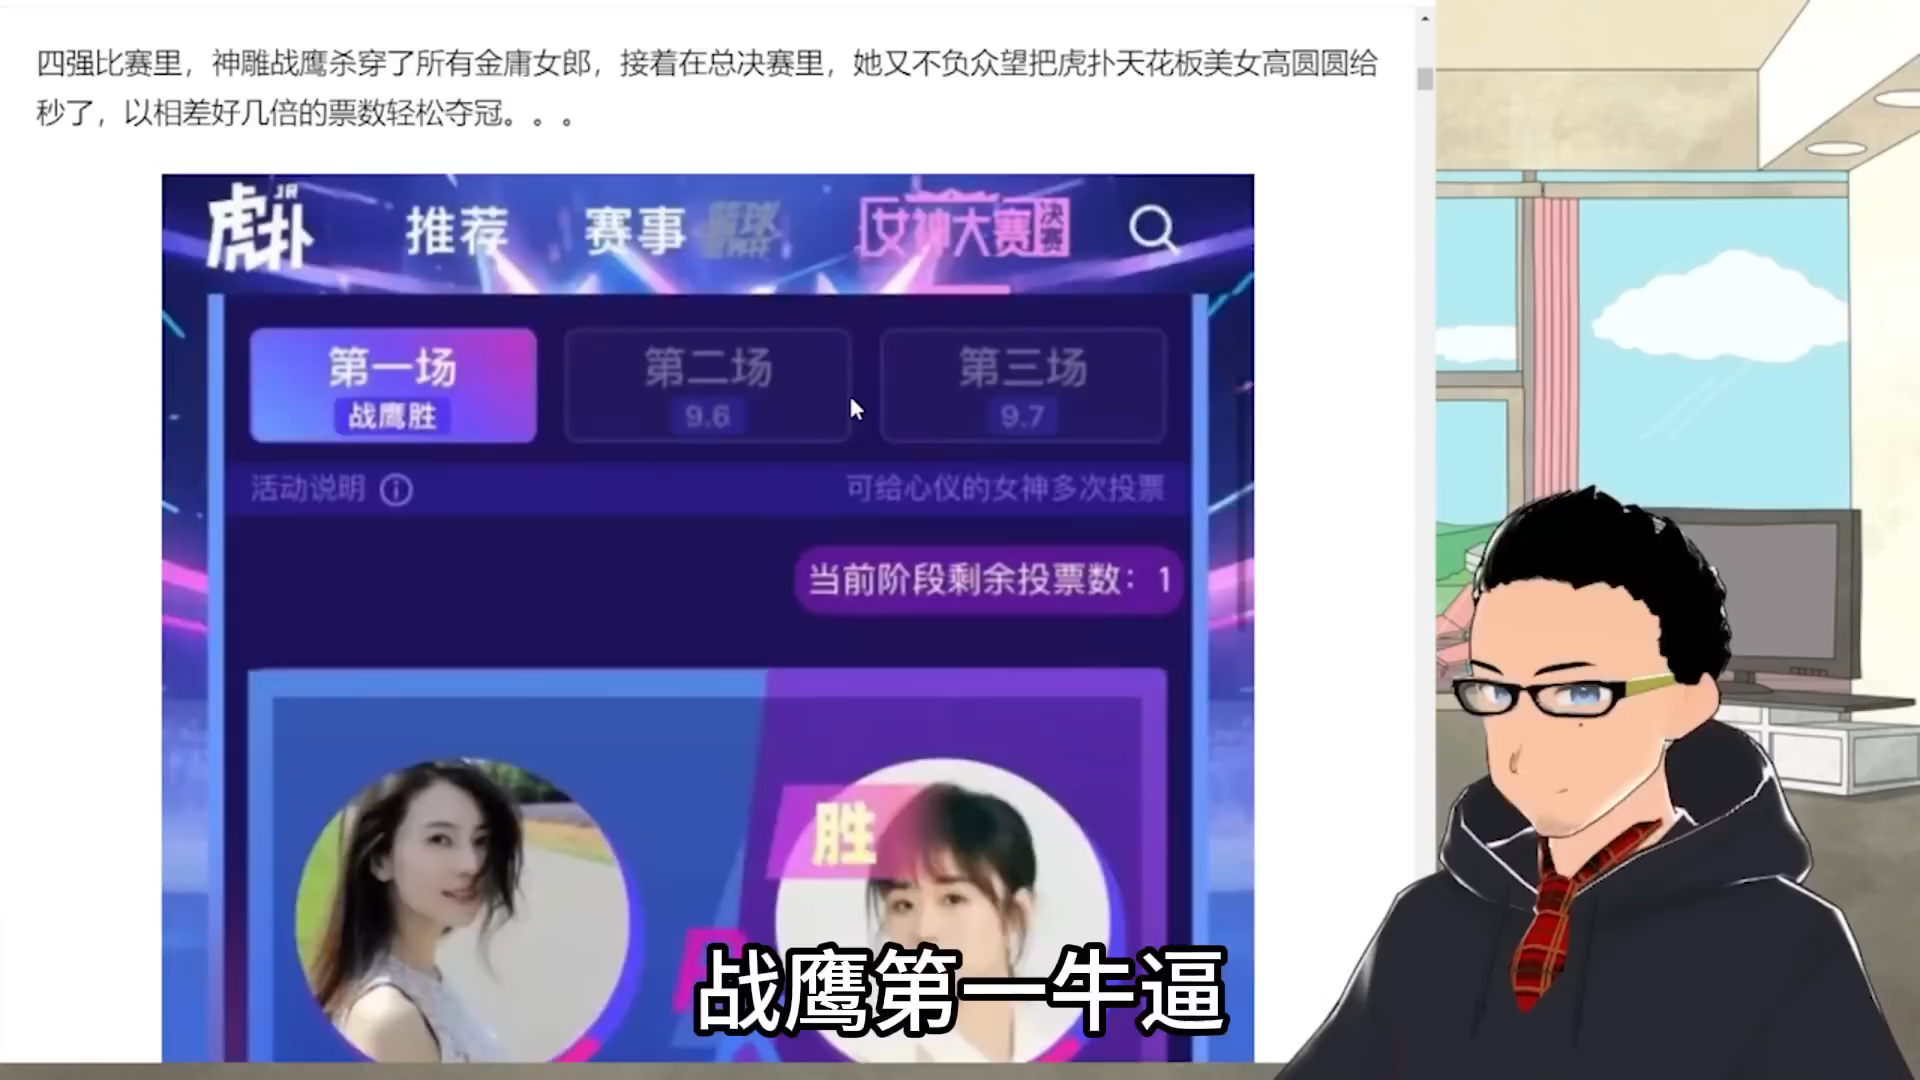 四强比赛里，神雕战鹰杀穿了所有金庸女郎，接着在总决赛里，她又不负众望把虎扑天花板美女高圆圆给
秒了，以相差好几倍的票数轻松夺冠。。。
虎扑 JR 推荐 赛事 篮球 女神大赛 决赛
第一场 第二场 第三场
战鹰胜 9.6 9.7
活动说明 可给心仪的女神多次投票
当前阶段剩余投票数：1
胜
战鹰第一牛逼